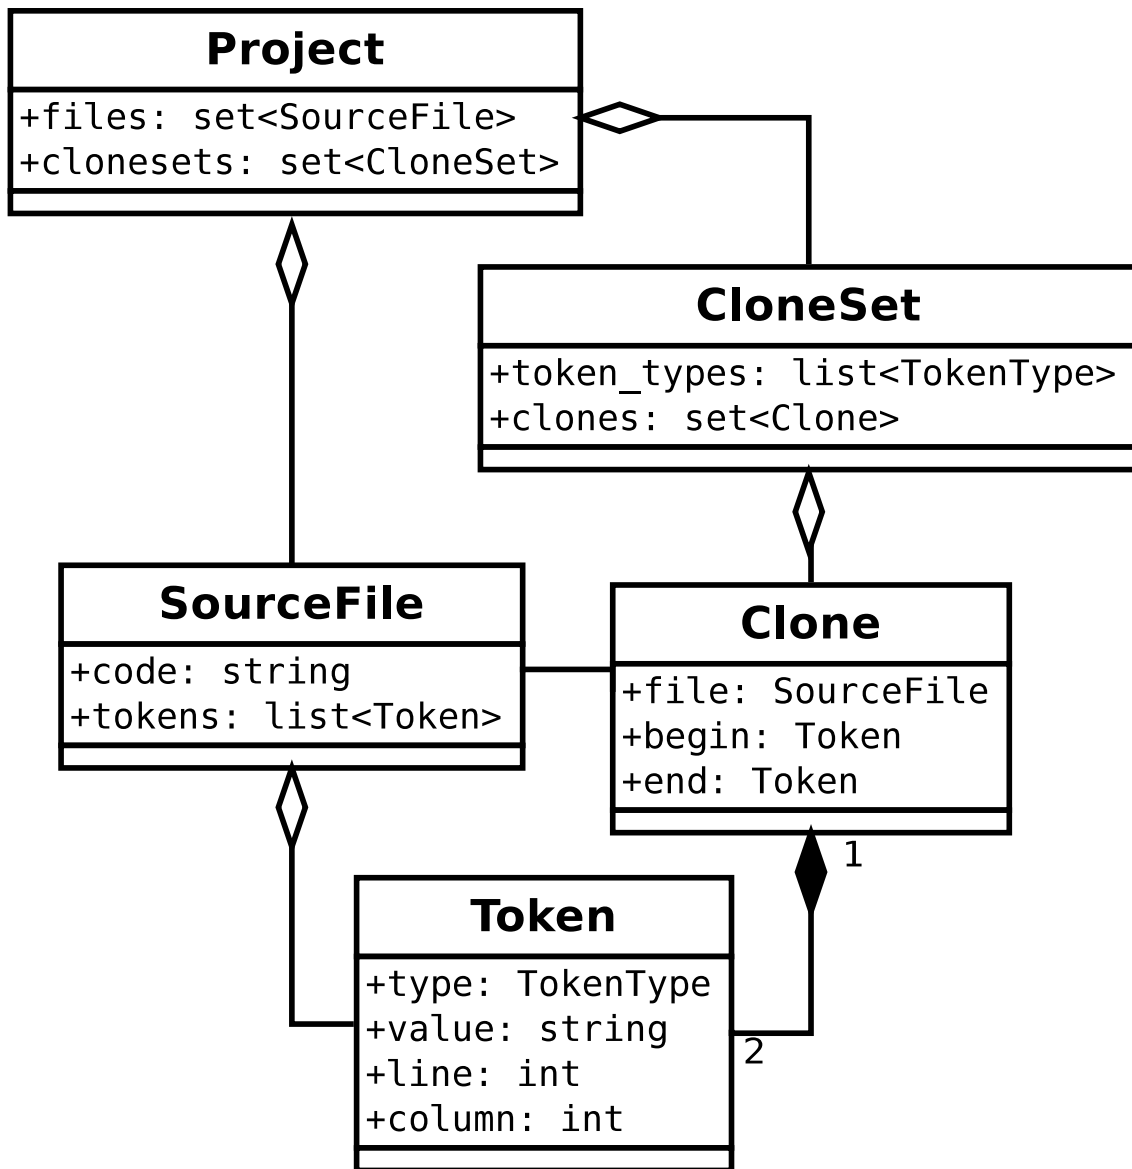 Project
+files: set<SourceFile>
+clonesets: set<CloneSet>
CloneSet
+token_types: list<TokenType>
+clones: set<Clone>
SourceFile
+code: string
+tokens: list<Token>
Clone
+file: SourceFile
+begin: Token
+end: Token
1
Token
+type: TokenType
+value: string
+line: int
+column: int
2